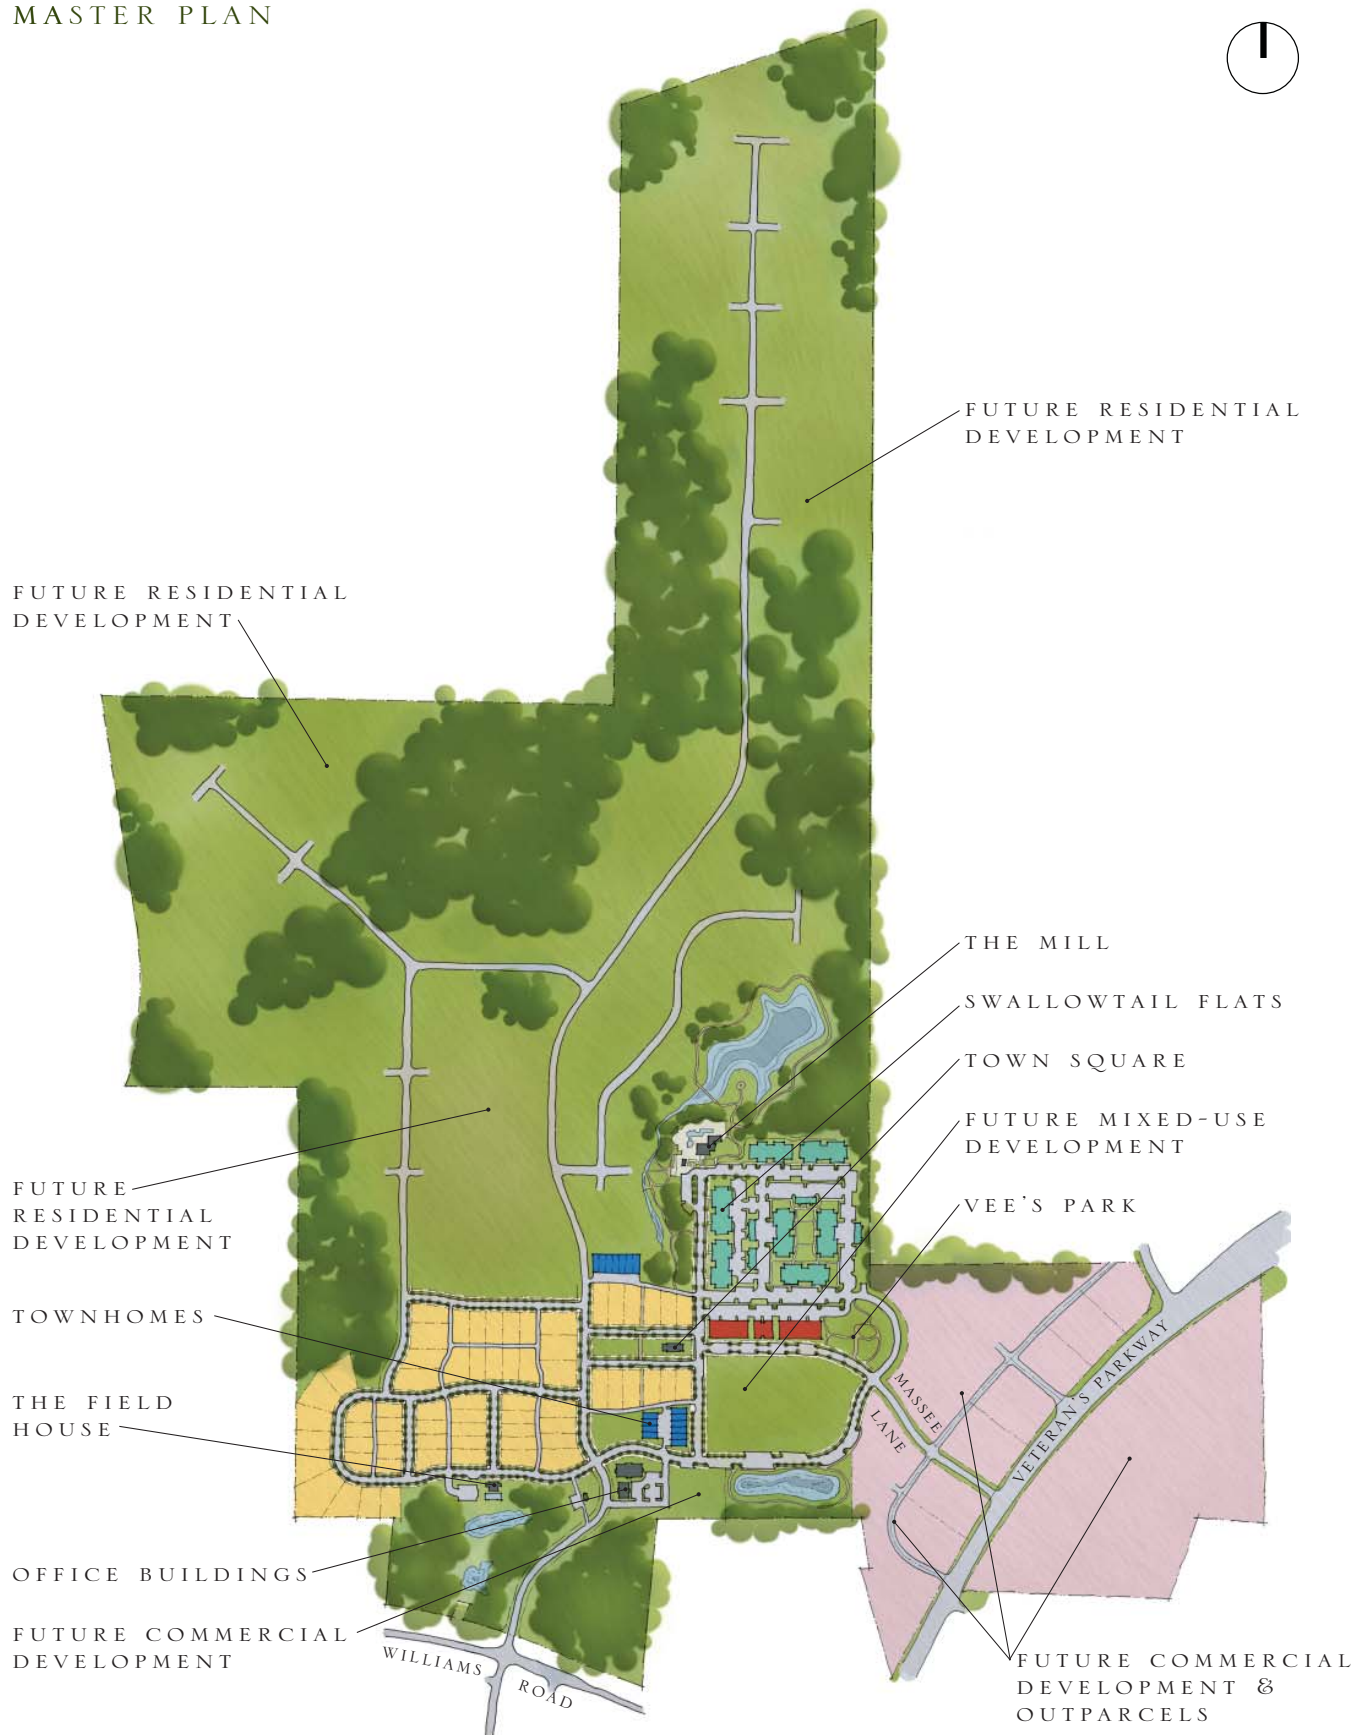 MASTER PLAN
FUTURE RESIDENTIAL
DEVELOPMENT
FUTURE RESIDENTIAL
DEVELOPMENT
THE MILL
SWALLOWTAIL FLATS
TOWN SQUARE
FUTURE MIXED-USE
DEVELOPMENT
VEE'S PARK
FUTURE
RESIDENTIAL
DEVELOPMENT
TOWNHOMES
THE FIELD
HOUSE
MASSEE
LANE
VETERAN'S PARKWAY
OFFICE BUILDINGS
FUTURE COMMERCIAL
DEVELOPMENT
WILLIAMS
ROAD
FUTURE COMMERCIAL
DEVELOPMENT &
OUTPARCELS